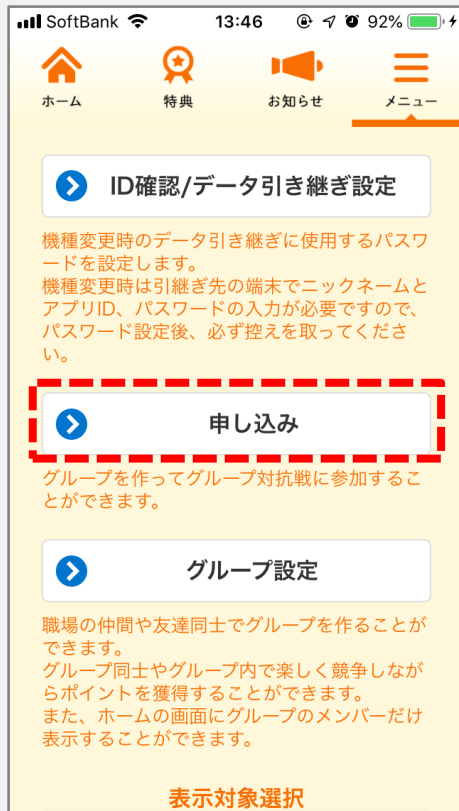 SoftBank 13:46 92%
ホーム 特典 お知らせ メニュー
ID確認/データ引き継ぎ設定
機種変更時のデータ引き継ぎに使用するパスワ
ードを設定します。
機種変更時は引継ぎ先の端末でニックネームと
アプリID、パスワードの入力が必要ですので、
パスワード設定後、必ず控えを取ってくださ
い。
申し込み
グループを作ってグループ対抗戦に参加するこ
とができます。
グループ設定
職場の仲間や友達同士でグループを作ることが
できます。
グループ同士やグループ内で楽しく競争しなが
らポイントを獲得することができます。
また、ホームの画面にグループのメンバーだけ
表示することができます。
表示対象選択